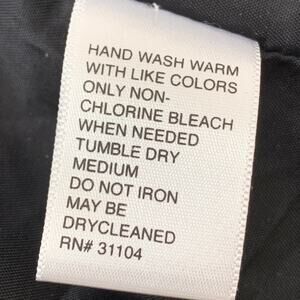 HAND WASH WARM
WITH LIKE COLORS
ONLY NON-
CHLORINE BLEACH
WHEN NEEDED
TUMBLE DRY
MEDIUM
DO NOT IRON
MAY BE
DRYCLEANED
RN# 31104